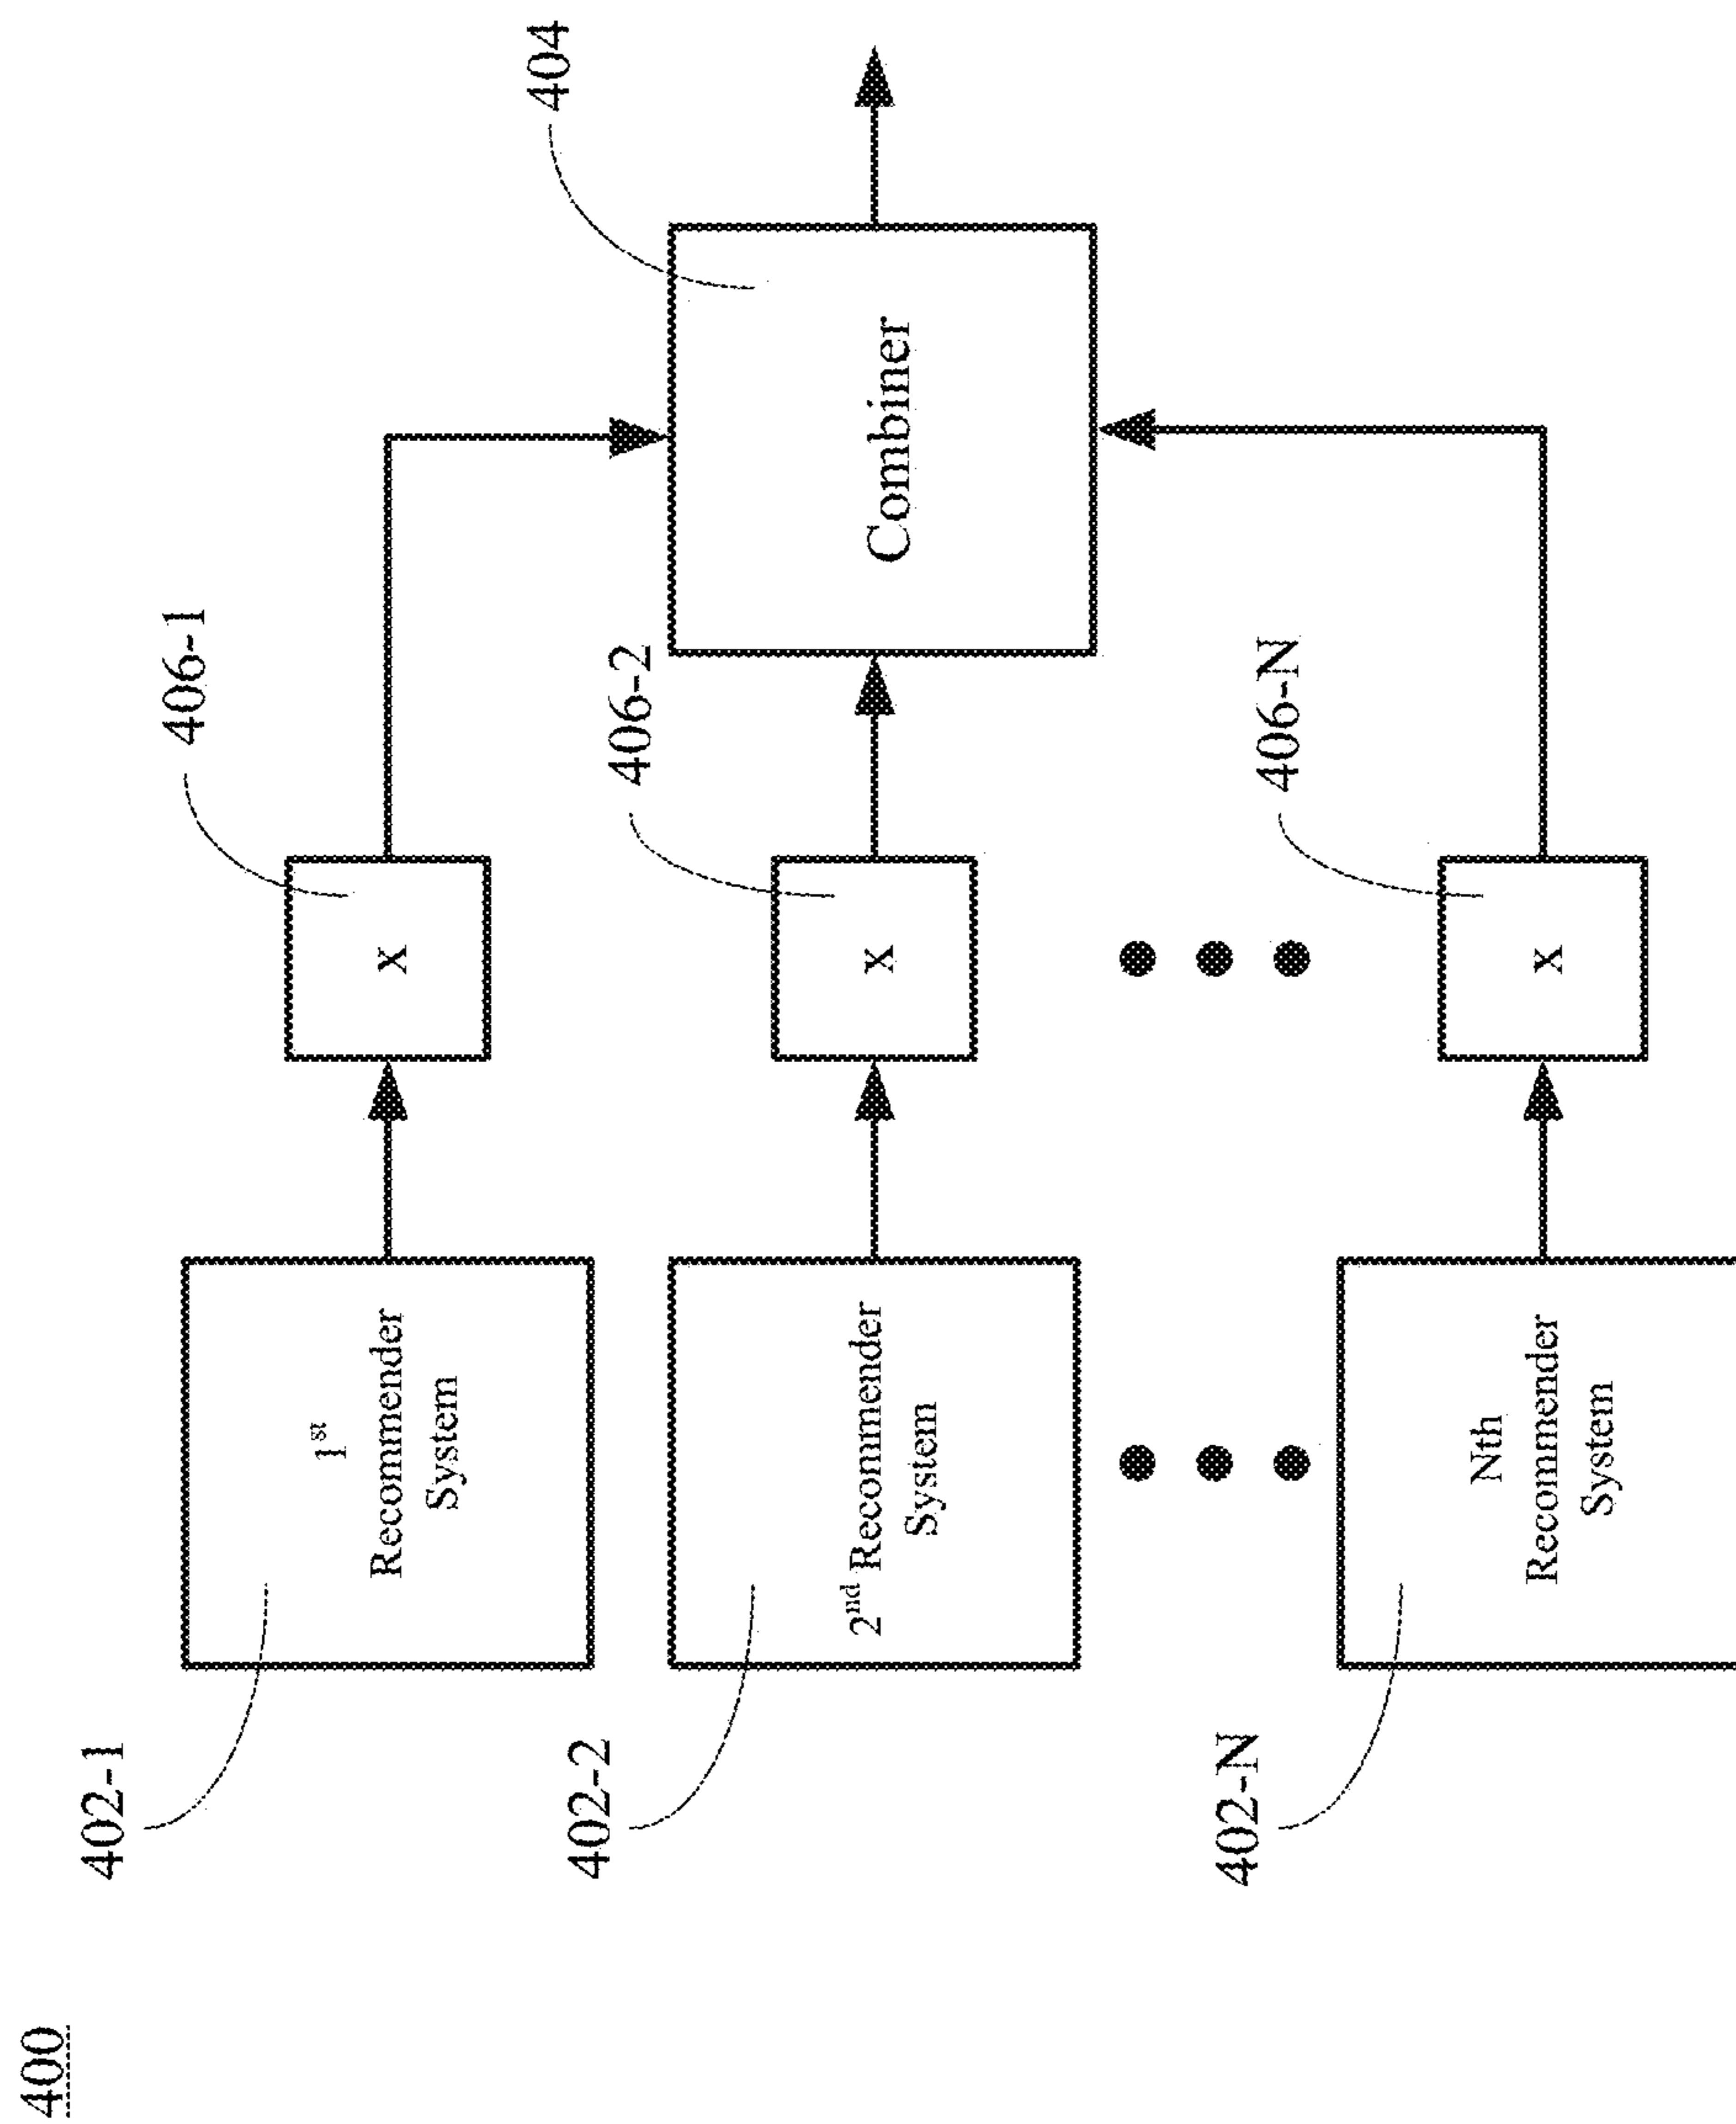 400
402-1
1st
Recommender
System
406-1
X
402-2
2nd Recommender
System
406-2
X
404
Combiner
402-N
Nth
Recommender
System
406-N
X